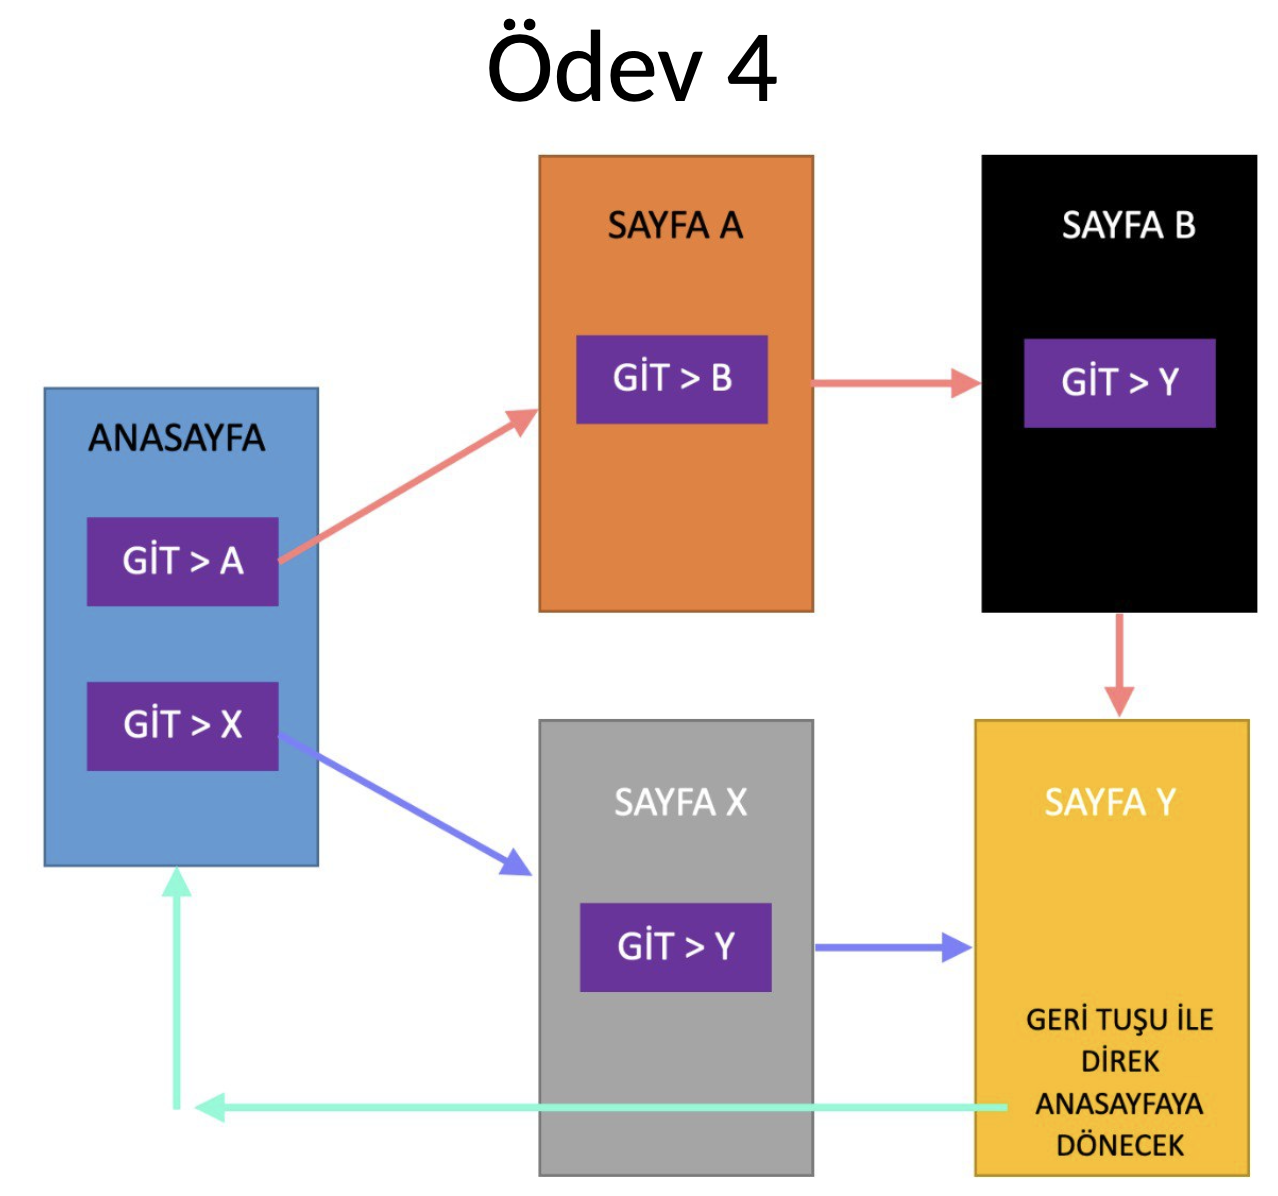 Ödev 4
SAYFA A
GİT > B
SAYFA B
GİT > Y
ANASAYFA
GİT > A
GİT > X
SAYFA X
GİT > Y
SAYFA Y
GERİ TUŞU İLE
DİREK
ANASAYFAYA
DÖNECEK